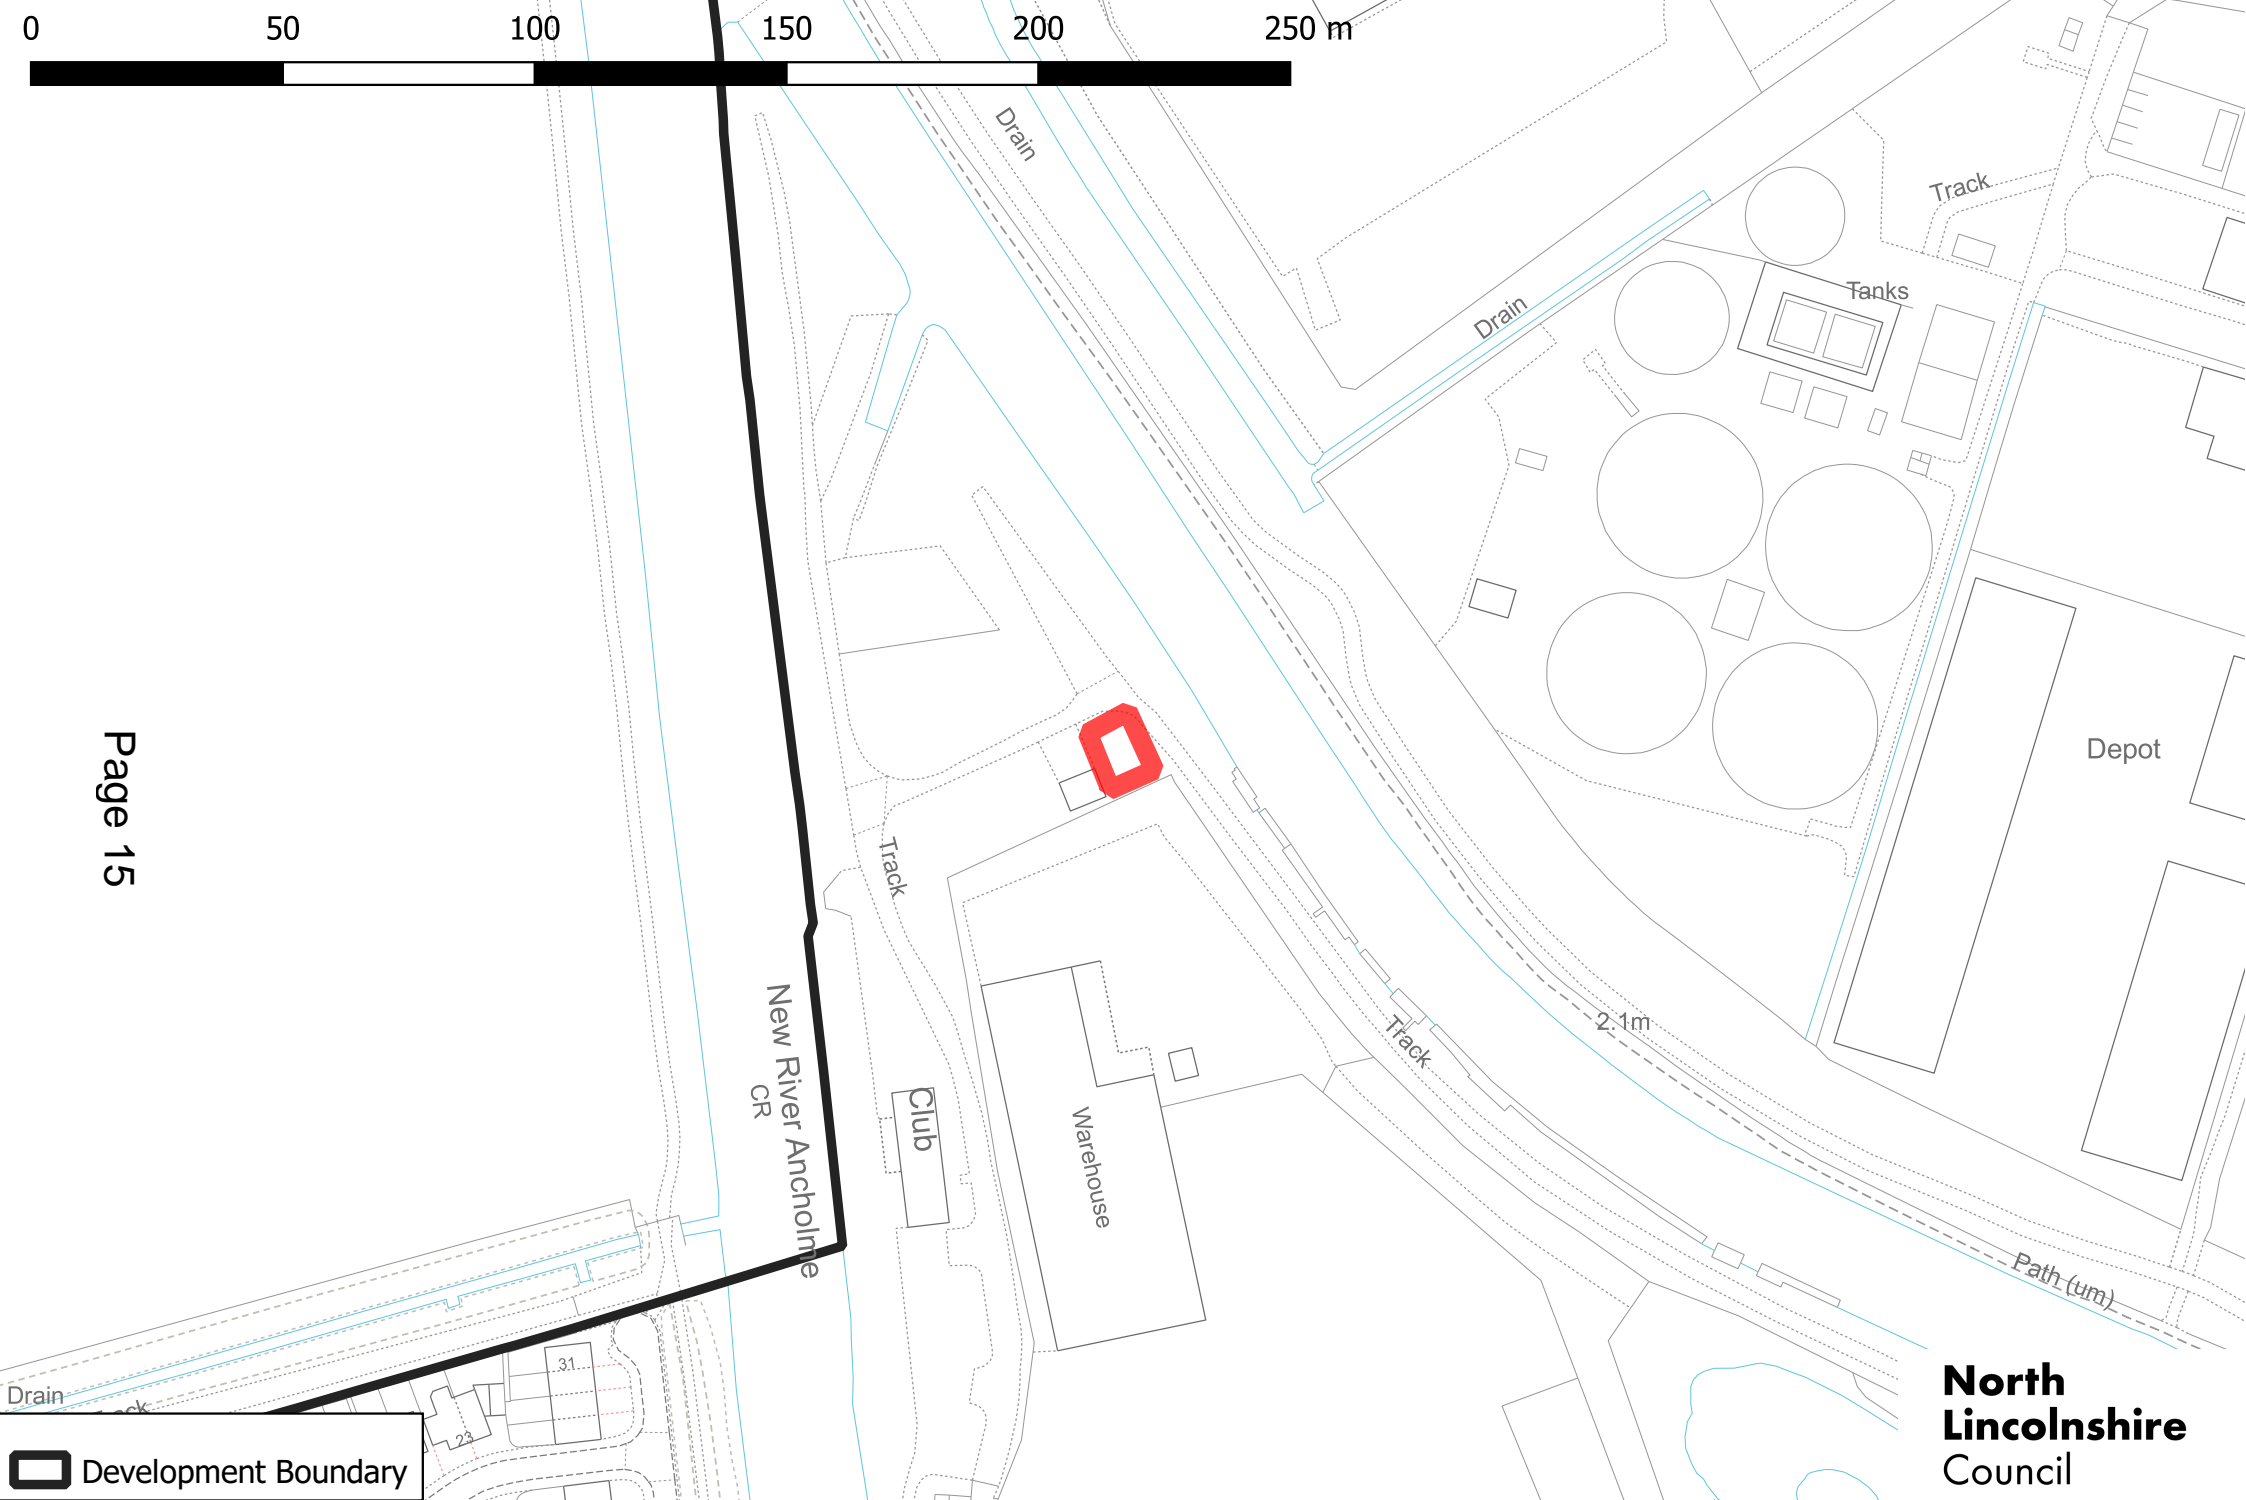 0 50 100 150 200 250 m
Drain
Track
Tanks
Drain
Depot
Page 15
Track
New River Ancholme
CR
Club
Warehouse
Track
2.1m
Path (um)
Drain
31
23
Development Boundary
North
Lincolnshire
Council